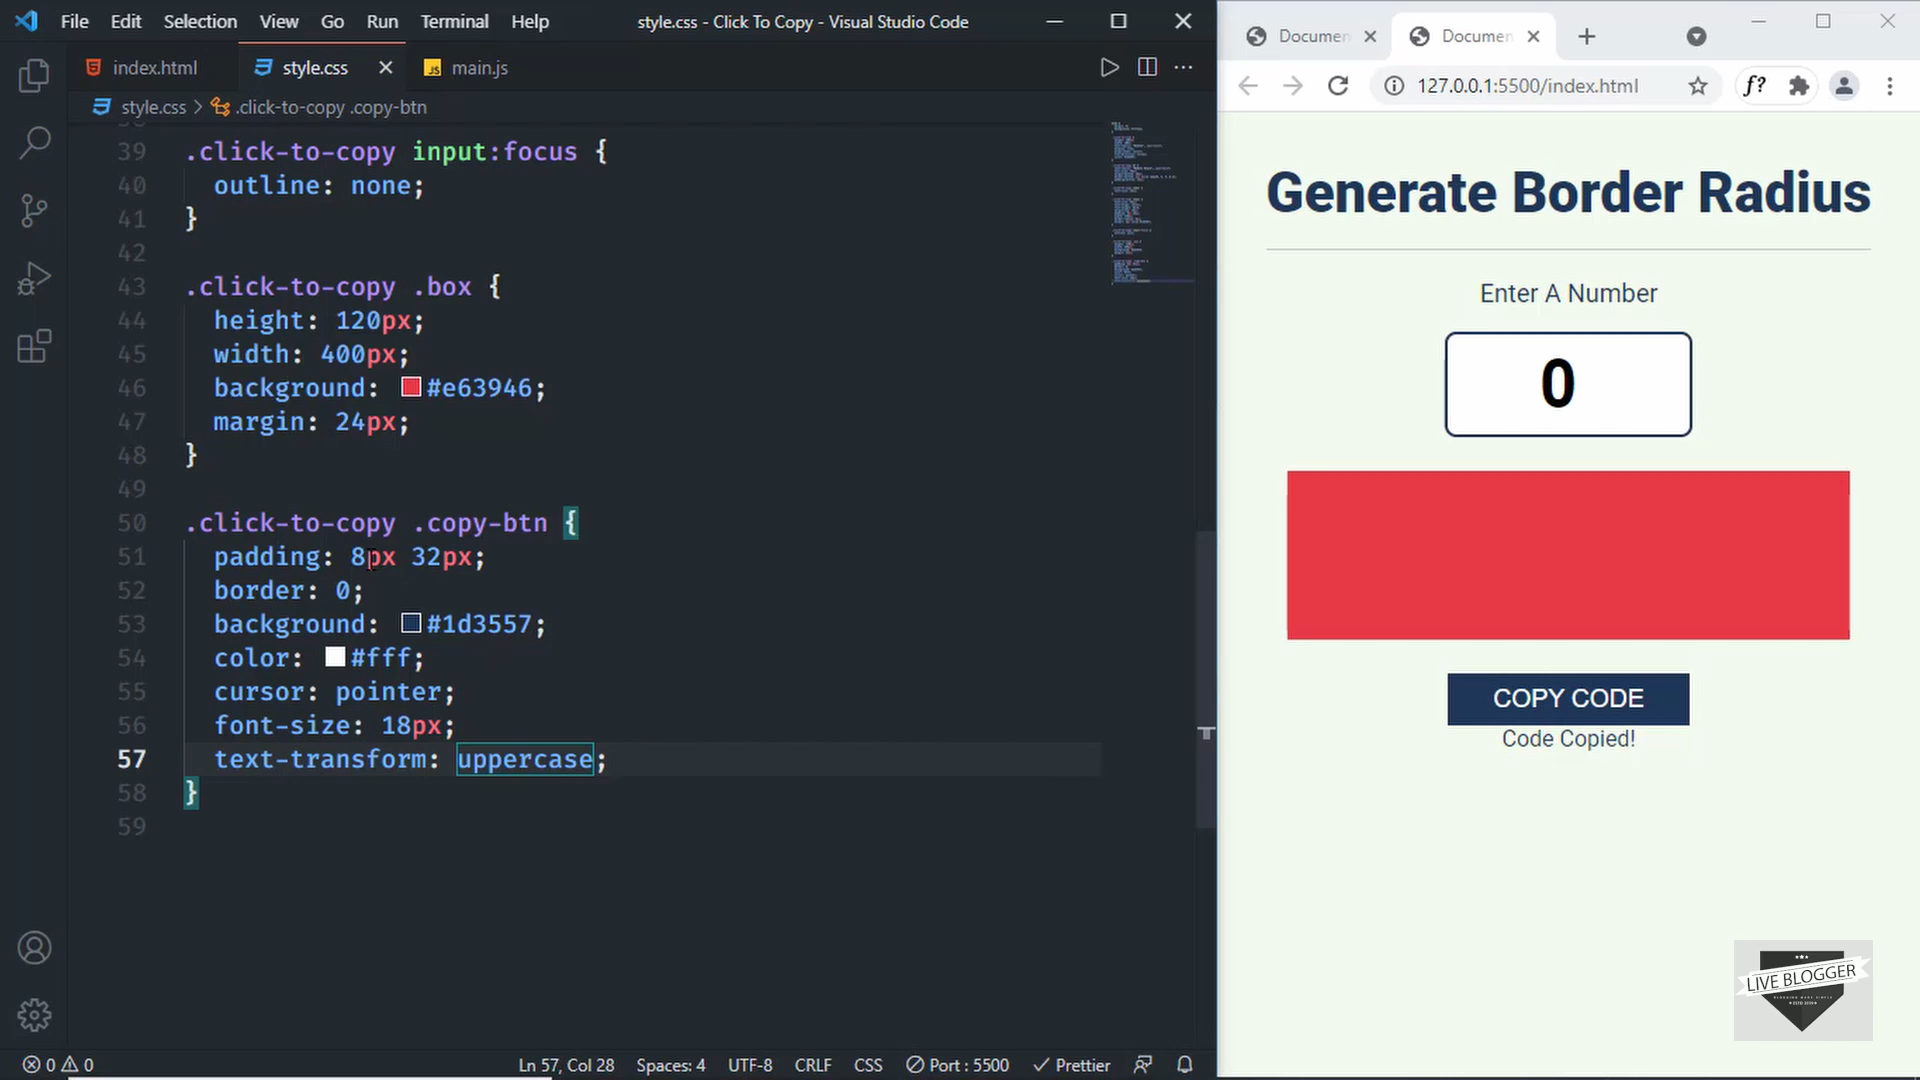 File Edit Selection View Go Run Terminal Help style.css - Click To Copy - Visual Studio Code
index.html style.css main.js
style.css > .click-to-copy .copy-btn
39 .click-to-copy input:focus {
40 outline: none;
41 }
42
43 .click-to-copy .box {
44 height: 120px;
45 width: 400px;
46 background: #e63946;
47 margin: 24px;
48 }
49
50 .click-to-copy .copy-btn {
51 padding: 8px 32px;
52 border: 0;
53 background: #1d3557;
54 color: #fff;
55 cursor: pointer;
56 font-size: 18px;
57 text-transform: uppercase;
58 }
59
0 0 Ln 57, Col 28 Spaces: 4 UTF-8 CRLF CSS Port : 5500 Prettier
Documen Documen
127.0.0.1:5500/index.html f?
Generate Border Radius
Enter A Number
0
COPY CODE
Code Copied!
LIVE BLOGGER